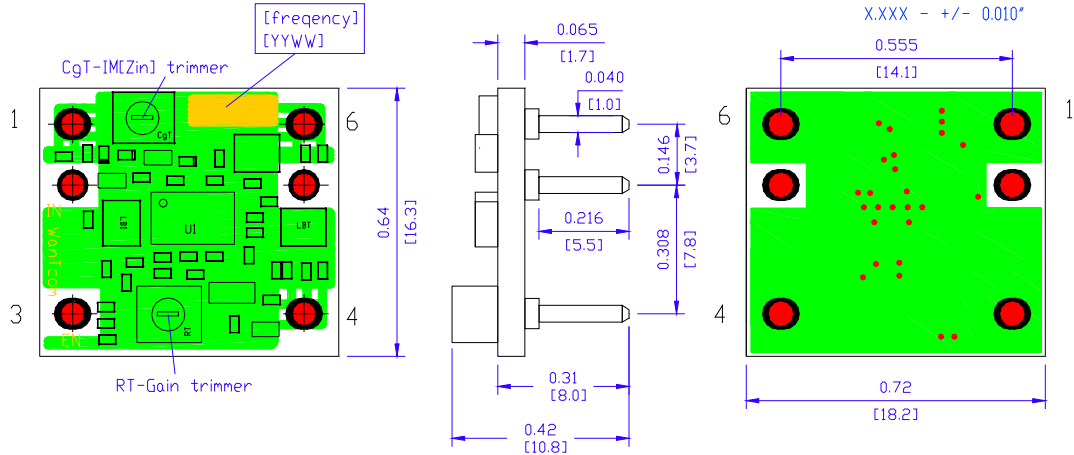 [freqency]
[YYWW]
CgT-IM[Zin] trimmer
1
6
CgT
IN
WanTcom
LBT
U1
LBT
3
4
RT
EN
RT-Gain trimmer
0.64
[16.3]
0.065
[1.7]
0.040
[1.0]
0.146
[3.7]
0.216
[5.5]
0.308
[7.8]
0.31
[8.0]
0.42
[10.8]
X.XXX - +/- 0.010"
0.555
[14.1]
6
1
4
0.72
[18.2]